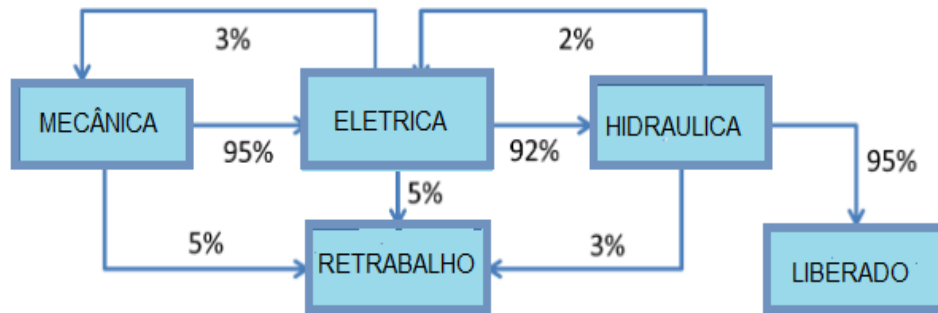 3%
2%
MECÂNICA
ELETRICA
HIDRAULICA
95%
92%
95%
5%
5%
3%
RETRABALHO
LIBERADO